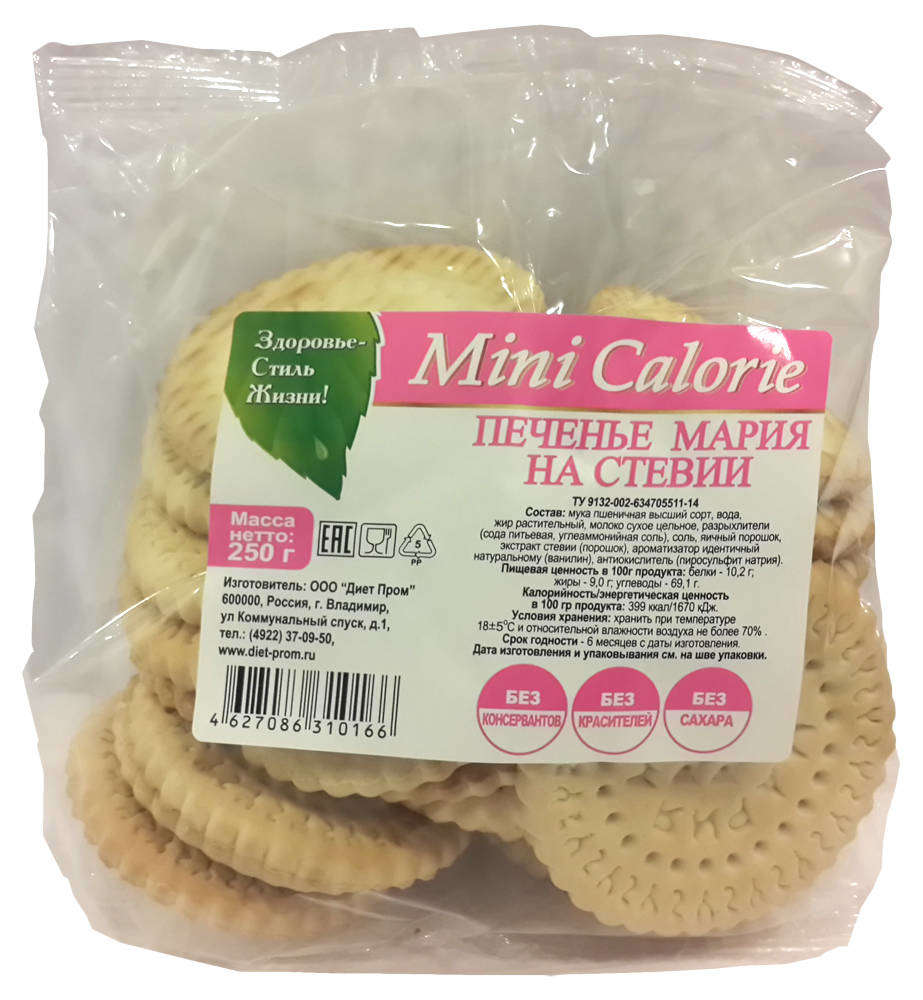 Здоровье-
Стиль
Жизни!
Mini Calorie
ПЕЧЕНЬЕ МАРИЯ
НА СТЕВИИ
ТУ 9132-002-634705511-14
Состав: мука пшеничная высший сорт, вода,
жир растительный, молоко сухое цельное, разрыхлители
(сода питьевая, углеаммонийная соль), соль, яичный порошок,
экстракт стевии (порошок), ароматизатор идентичный
натуральному (ванилин), антиокислитель (пиросульфит натрия).
Пищевая ценность в 100г продукта: белки - 10,2 г;
жиры - 9,0 г; углеводы - 69,1 г.
Калорийность/энергетическая ценность
в 100 гр продукта: 399 ккал/1670 кДж.
Условия хранения: хранить при температуре
18±5°С и относительной влажности воздуха не более 70% .
Срок годности - 6 месяцев с даты изготовления.
Дата изготовления и упаковывания см. на шве упаковки.
Масса
нетто:
250 г
EAC
5
PP
Изготовитель: ООО “Диет Пром”
600000, Россия, г. Владимир,
ул Коммунальный спуск, д.1,
тел.: (4922) 37-09-50,
www.diet-prom.ru
4 627086 310166
БЕЗ
КОНСЕРВАНТОВ
БЕЗ
КРАСИТЕЛЕЙ
БЕЗ
САХАРА